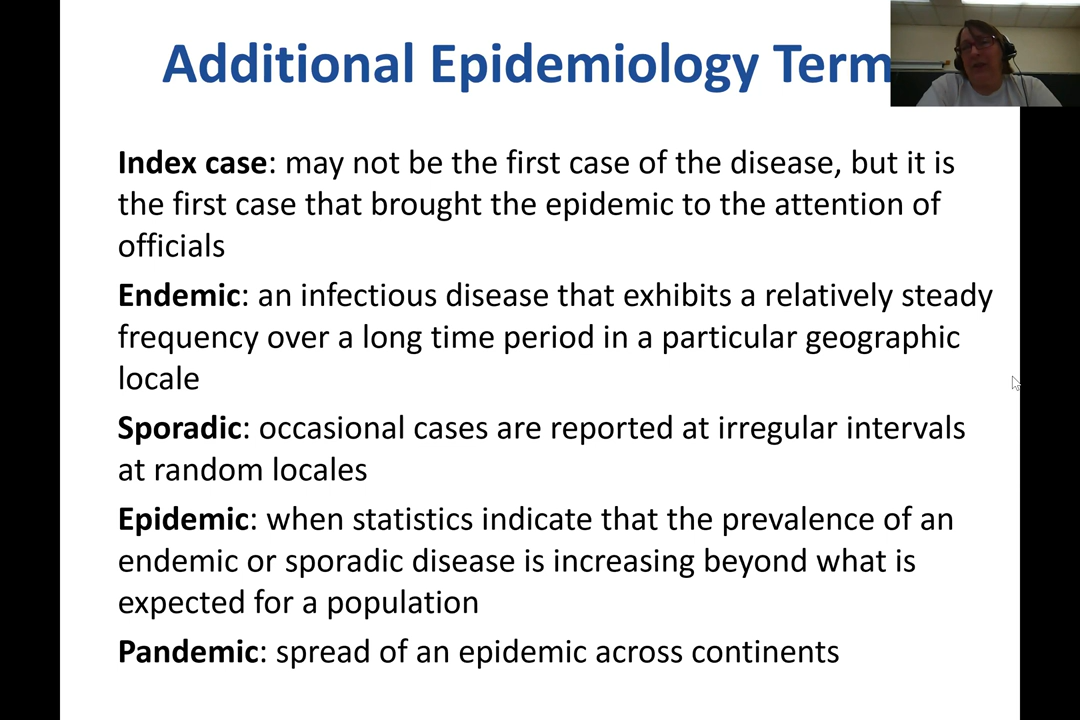 Additional Epidemiology Term
Index case: may not be the first case of the disease, but it is
the first case that brought the epidemic to the attention of
officials
Endemic: an infectious disease that exhibits a relatively steady
frequency over a long time period in a particular geographic
locale
Sporadic: occasional cases are reported at irregular intervals
at random locales
Epidemic: when statistics indicate that the prevalence of an
endemic or sporadic disease is increasing beyond what is
expected for a population
Pandemic: spread of an epidemic across continents